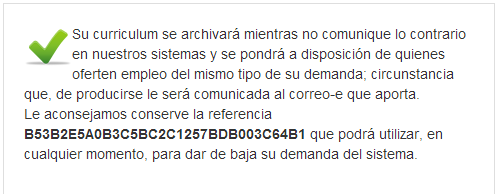 Su curriculum se archivará mientras no comunique lo contrario
en nuestros sistemas y se pondrá a disposición de quienes
oferten empleo del mismo tipo de su demanda; circunstancia
que, de producirse le será comunicada al correo-e que aporta.
Le aconsejamos conserve la referencia
B53B2E5A0B3C5BC2C1257BDB003C64B1 que podrá utilizar, en
cualquier momento, para dar de baja su demanda del sistema.